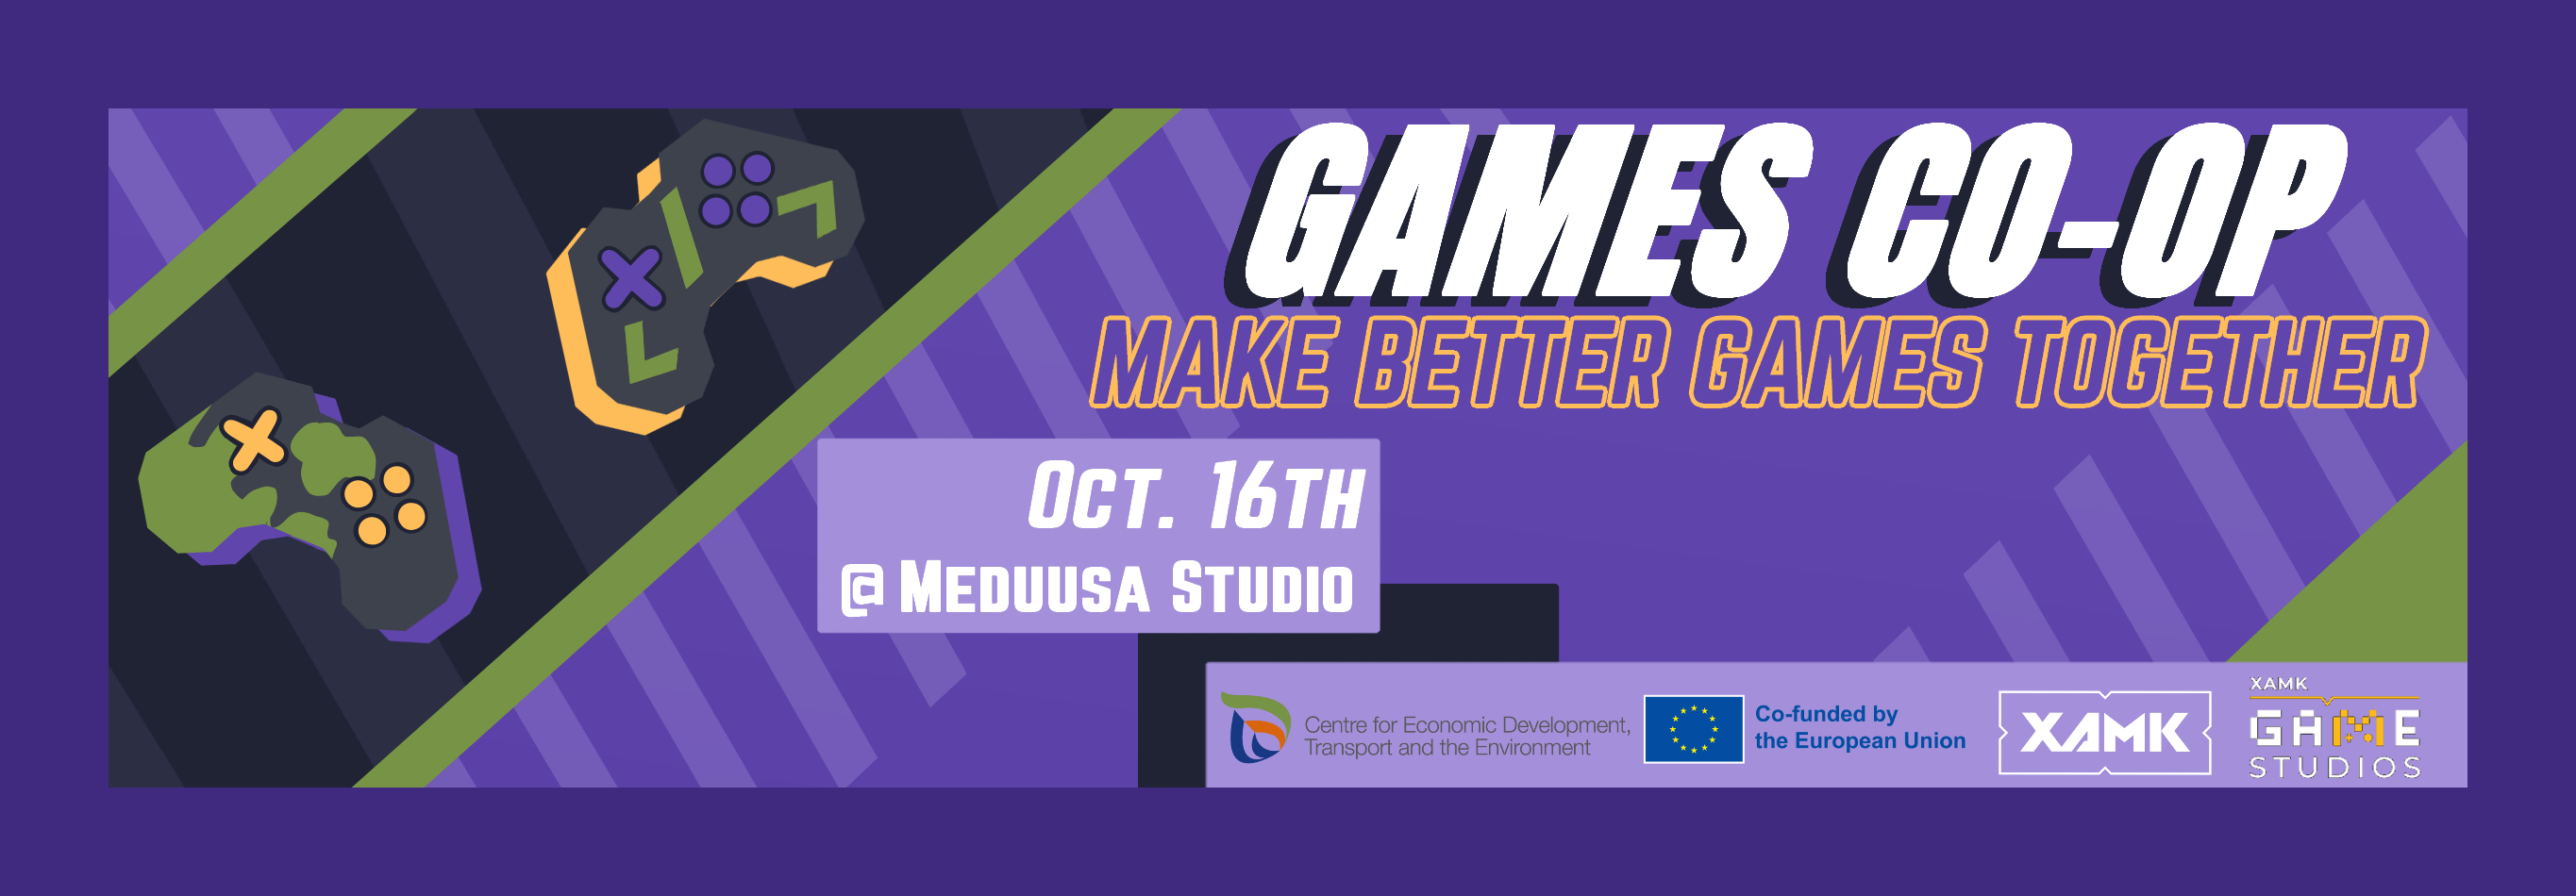 GAMES CO-OP
MAKE BETTER GAMES TOGETHER
OCT. 16TH
@ MEDUUSA STUDIO
Centre for Economic Development,
Transport and the Environment
Co-funded by
the European Union
XAMK
XAMK
GAME
STUDIOS